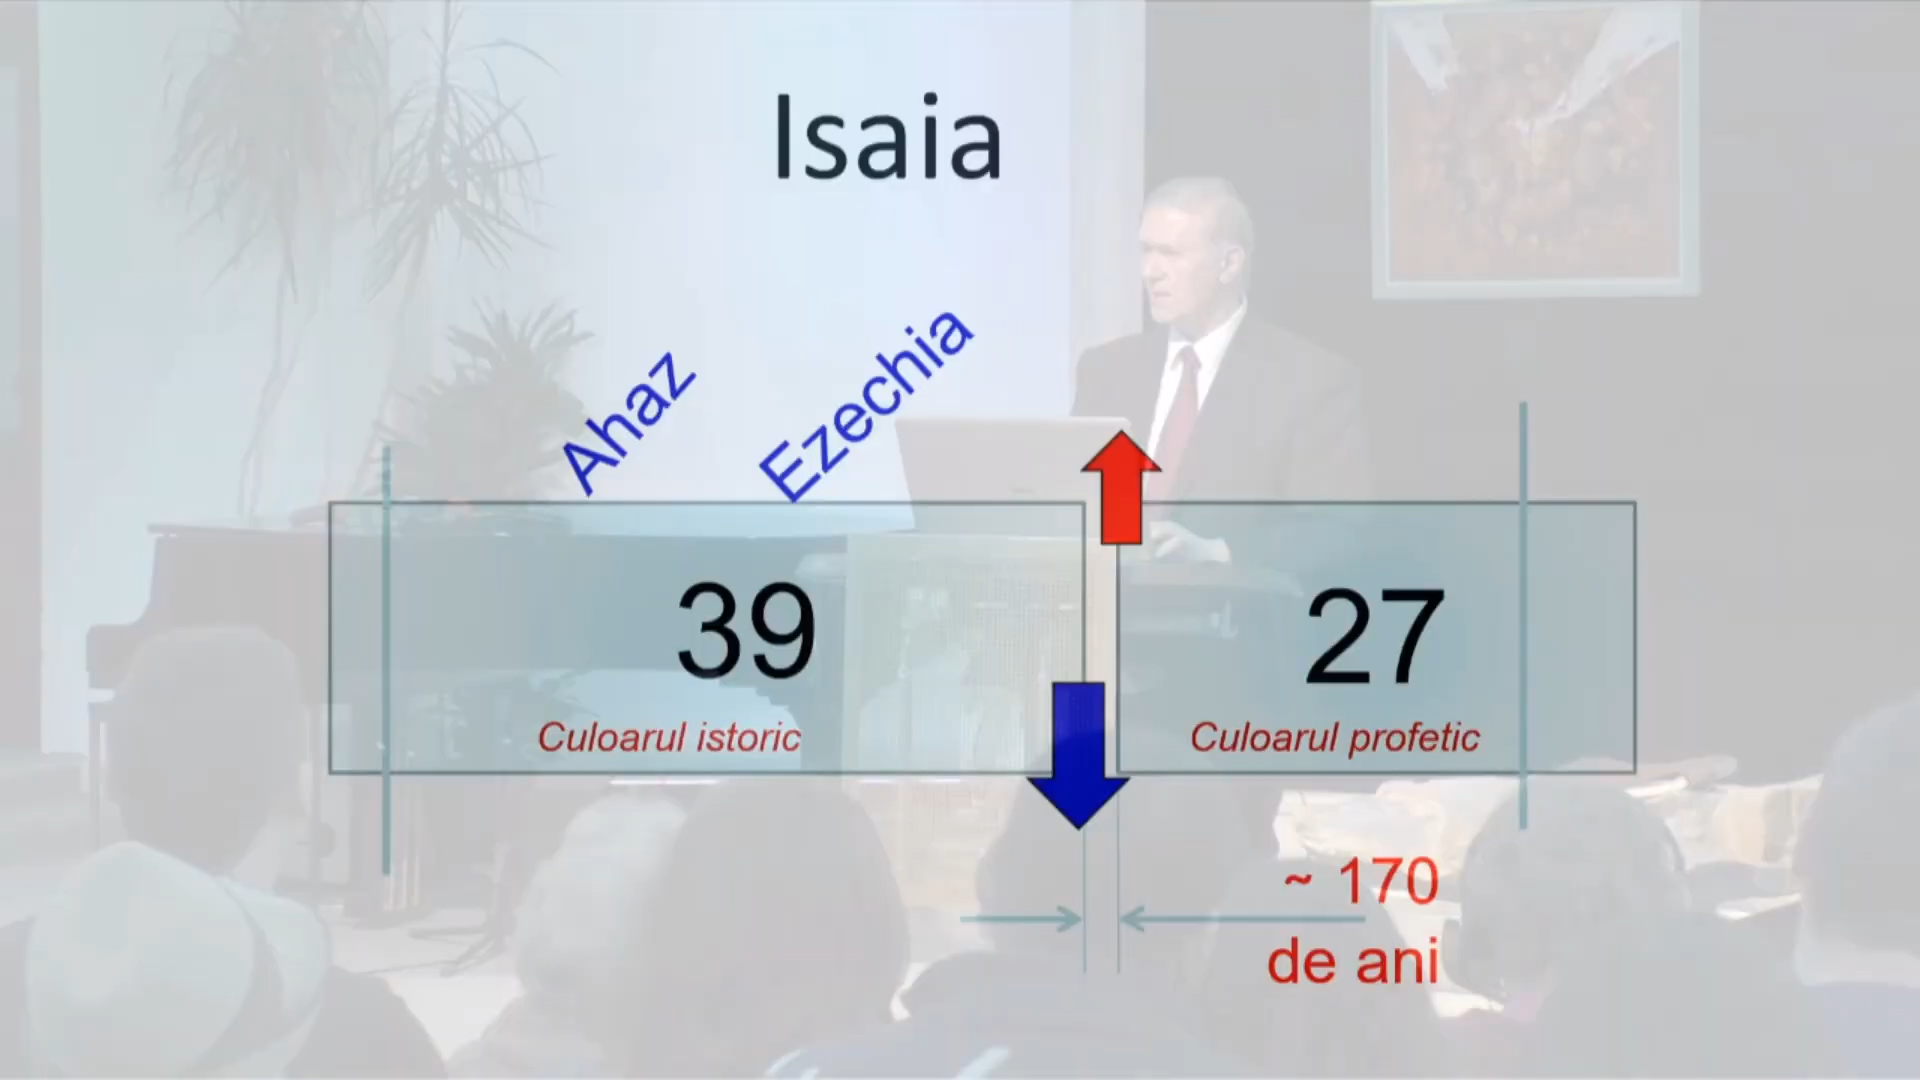 Isaia
Ahaz
Ezechia
39
27
Culoarul istoric
Culoarul profetic
~ 170
de ani